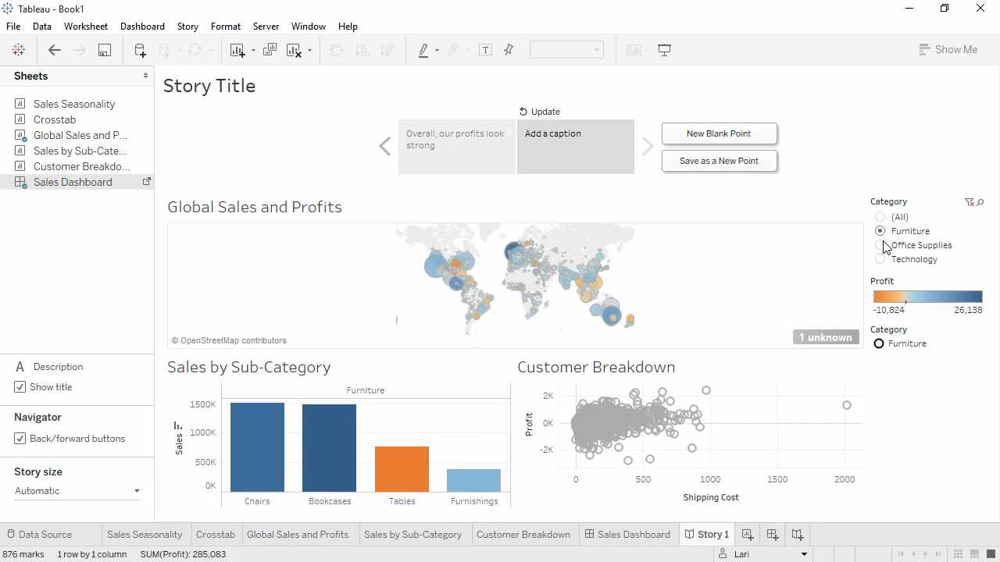 Tableau - Book1
File Data Worksheet Dashboard Story Format Server Window Help
Show Me
Sheets
Sales Seasonality
Crosstab
Global Sales and P...
Sales by Sub-Cate...
Customer Breakdo...
Sales Dashboard
Description
Show title
Navigator
Back/forward buttons
Story size
Automatic
Story Title
Update
Overall, our profits look
strong
Add a caption
New Blank Point
Save as a New Point
Global Sales and Profits
© OpenStreetMap contributors
1 unknown
Category
(All)
Furniture
Office Supplies
Technology
Profit
-10,824 26,138
Category
Furniture
Sales by Sub-Category
Furniture
Sales
1500K
1000K
500K
0K
Chairs Bookcases Tables Furnishings
Customer Breakdown
Profit
2K
0K
-2K
0 500 1000 1500 2000
Shipping Cost
Data Source Sales Seasonality Crosstab Global Sales and Profits Sales by Sub-Category Customer Breakdown Sales Dashboard Story 1
876 marks 1 row by 1 column SUM(Profit): 285,083 Lari